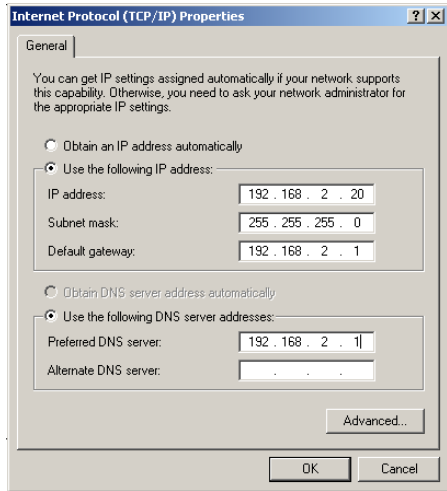 Internet Protocol (TCP/IP) Properties
General
You can get IP settings assigned automatically if your network supports
this capability. Otherwise, you need to ask your network administrator for
the appropriate IP settings.
Obtain an IP address automatically
Use the following IP address:
IP address: 192 . 168 . 2 . 20
Subnet mask: 255 . 255 . 255 . 0
Default gateway: 192 . 168 . 2 . 1
Obtain DNS server address automatically
Use the following DNS server addresses:
Preferred DNS server: 192 . 168 . 2 . 1
Alternate DNS server: . . .
Advanced...
OK Cancel